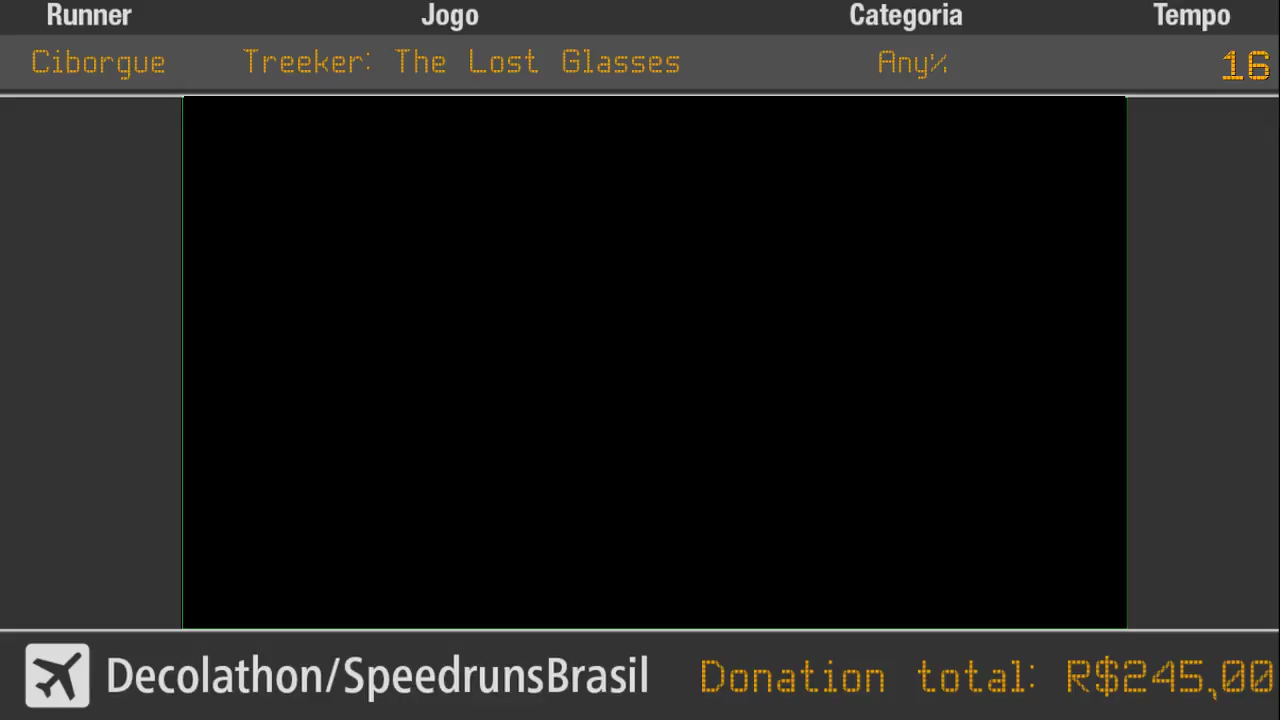 Runner Jogo Categoria Tempo
Ciborgue Treeker: The Lost Glasses Any% 16
Decolathon/SpeedrunsBrasil Donation total: R$245,00